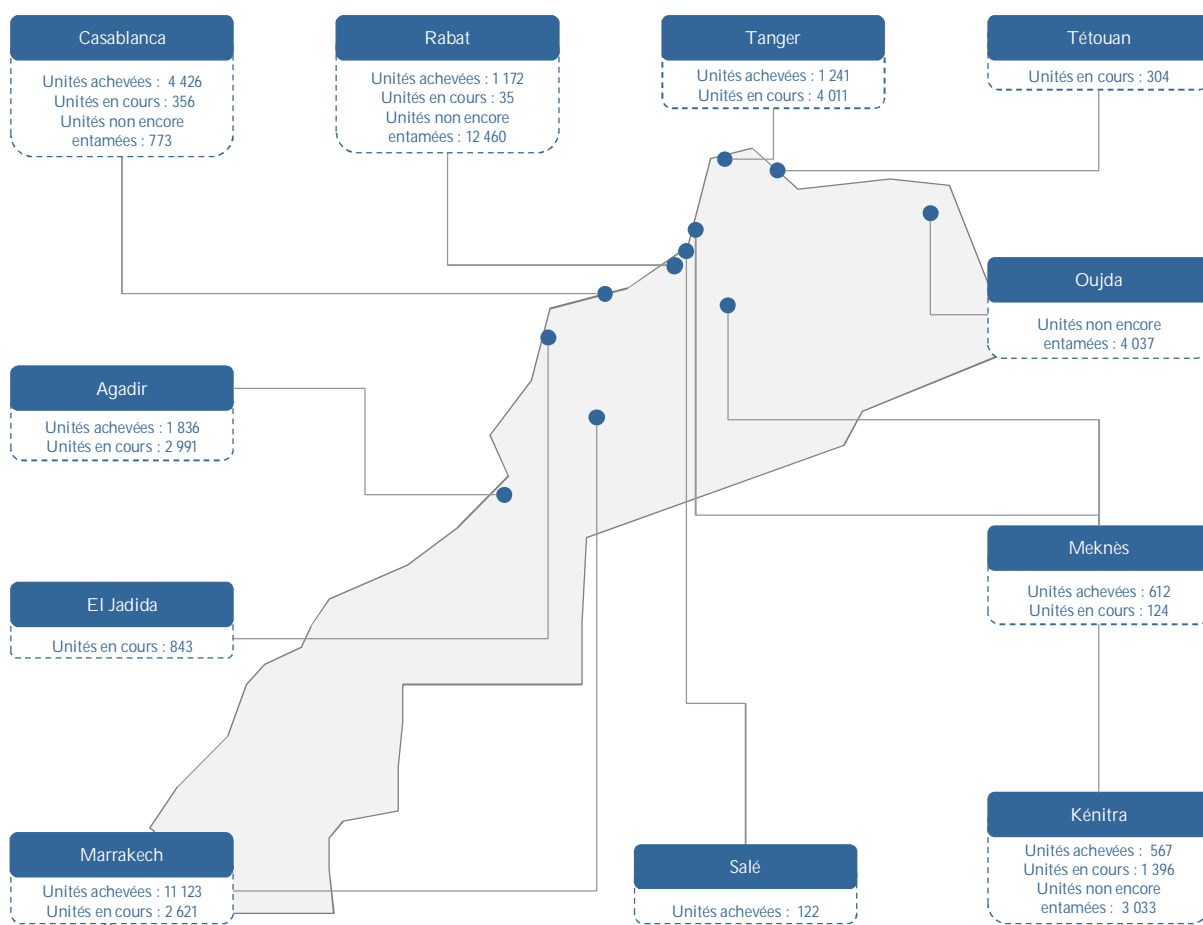 Casablanca
Unités achevées : 4 426
Unités en cours : 356
Unités non encore
entamées : 773
Rabat
Unités achevées : 1 172
Unités en cours : 35
Unités non encore
entamées : 12 460
Tanger
Unités achevées : 1 241
Unités en cours : 4 011
Tétouan
Unités en cours : 304
Oujda
Unités non encore
entamées : 4 037
Agadir
Unités achevées : 1 836
Unités en cours : 2 991
Meknès
Unités achevées : 612
Unités en cours : 124
El Jadida
Unités en cours : 843
Marrakech
Unités achevées : 11 123
Unités en cours : 2 621
Salé
Unités achevées : 122
Kénitra
Unités achevées : 567
Unités en cours : 1 396
Unités non encore
entamées : 3 033